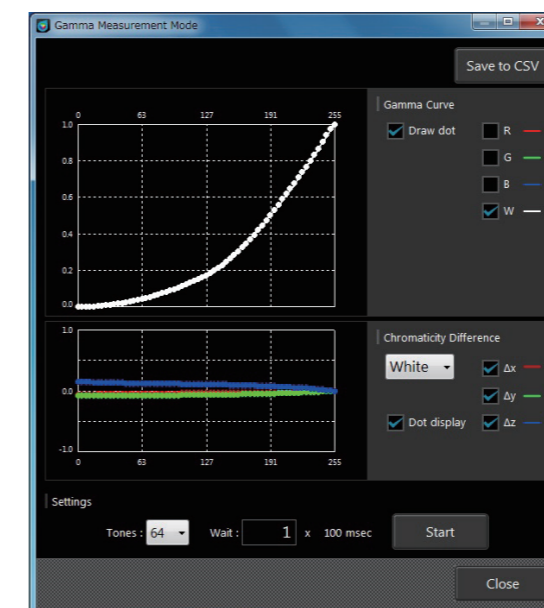 Gamma Measurement Mode
Save to CSV
Gamma Curve
Draw dot
R
G
B
W
0 63 127 191 255
1.0
0.8
0.6
0.4
0.2
0.0
Chromaticity Difference
White
Δx
Δy
Dot display Δz
1.0
0.0
-1.0
0 63 127 191 255
Settings
Tones : 64 Wait : 1 x 100 msec Start
Close